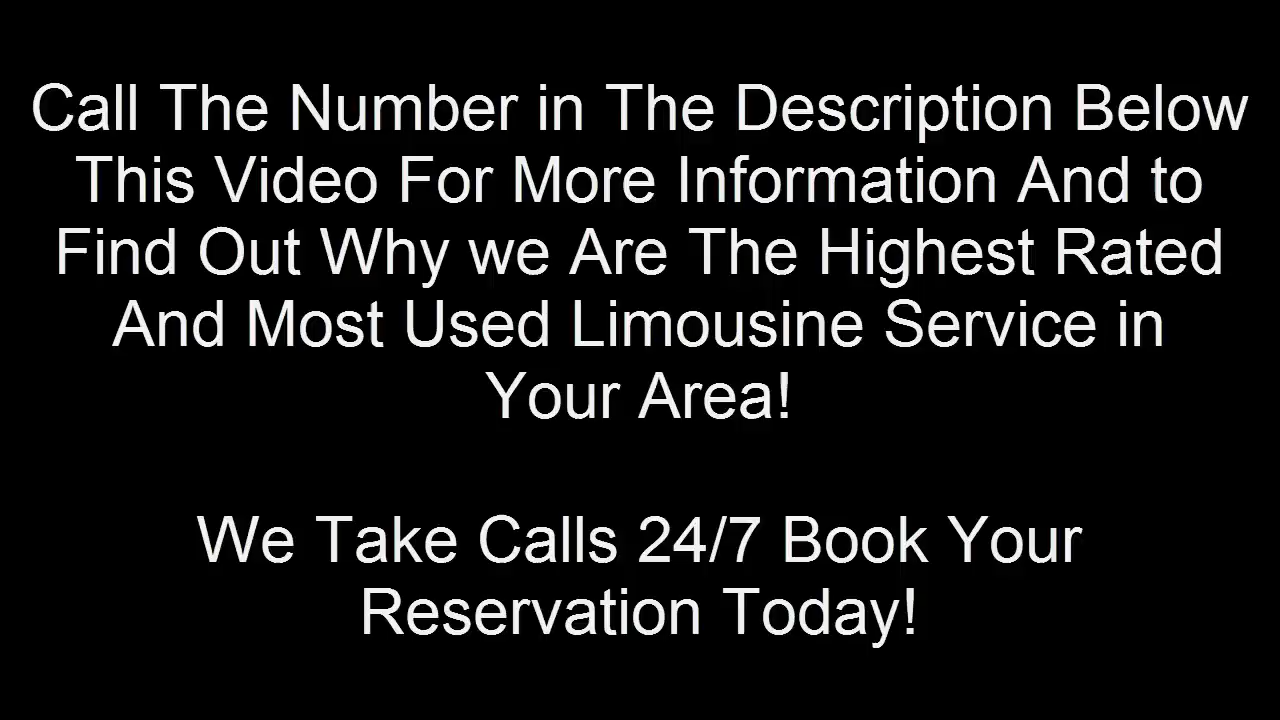 Call The Number in The Description Below
This Video For More Information And to
Find Out Why we Are The Highest Rated
And Most Used Limousine Service in
Your Area!
We Take Calls 24/7 Book Your
Reservation Today!